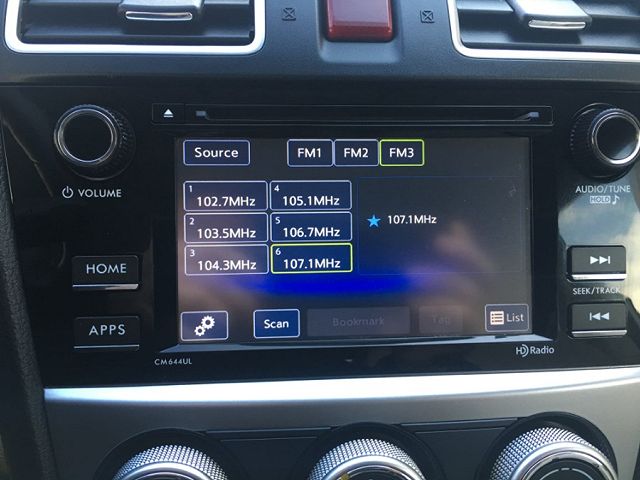 Source FM1 FM2 FM3
1 102.7MHz 4 105.1MHz
2 103.5MHz 5 106.7MHz ★ 107.1MHz
3 104.3MHz 6 107.1MHz
Scan Bookmark Tag List
VOLUME
HOME
APPS
CM644UL
AUDIO/TUNE
HOLD ♪
SEEK/TRACK
HD Radio